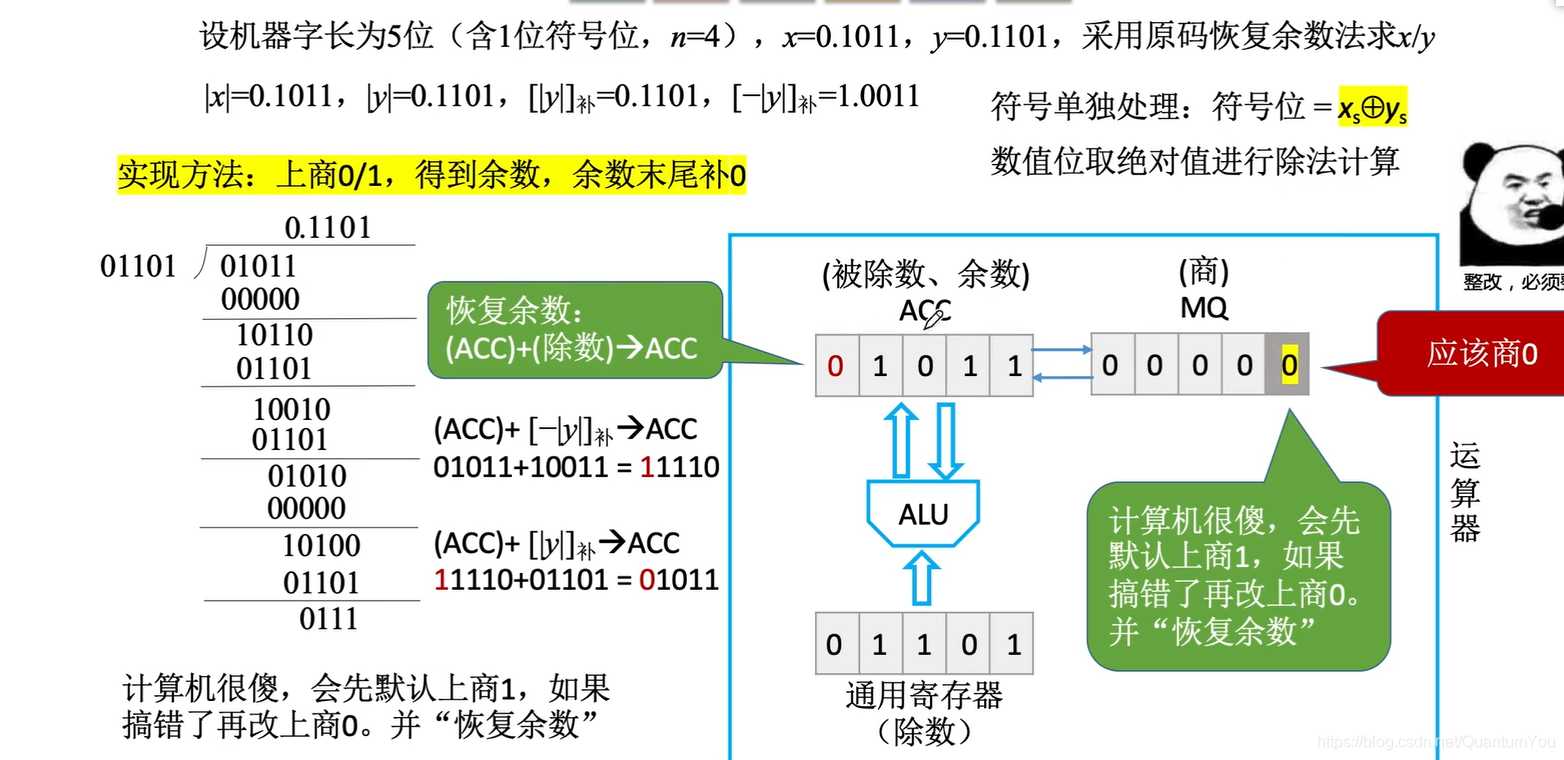 设机器字长为5位（含1位符号位，n=4），x=0.1011，y=0.1101，采用原码恢复余数法求x/y
|x|=0.1011，|y|=0.1101，[|y|]补=0.1101，[−|y|]补=1.0011
符号单独处理：符号位 = xs⊕ys
数值位取绝对值进行除法计算
实现方法：上商0/1，得到余数，余数末尾补0
整改，必须
0.1101
01101
01011
00000
10110
01101
10010
01101
01010
00000
10100
01101
0111
恢复余数：
(ACC)+(除数)→ACC
(ACC)+ [−|y|]补→ACC
01011+10011 = 11110
(ACC)+ [|y|]补→ACC
11110+01101 = 01011
计算机很傻，会先默认上商1，如果
搞错了再改上商0。并“恢复余数”
(被除数、余数)
ACC
0 1 0 1 1
(商)
MQ
0 0 0 0 0
应该商0
ALU
0 1 1 0 1
通用寄存器
（除数）
计算机很傻，会先
默认上商1，如果
搞错了再改上商0。
并“恢复余数”
运
算
器
https://blog.csdn.net/QuantumYou